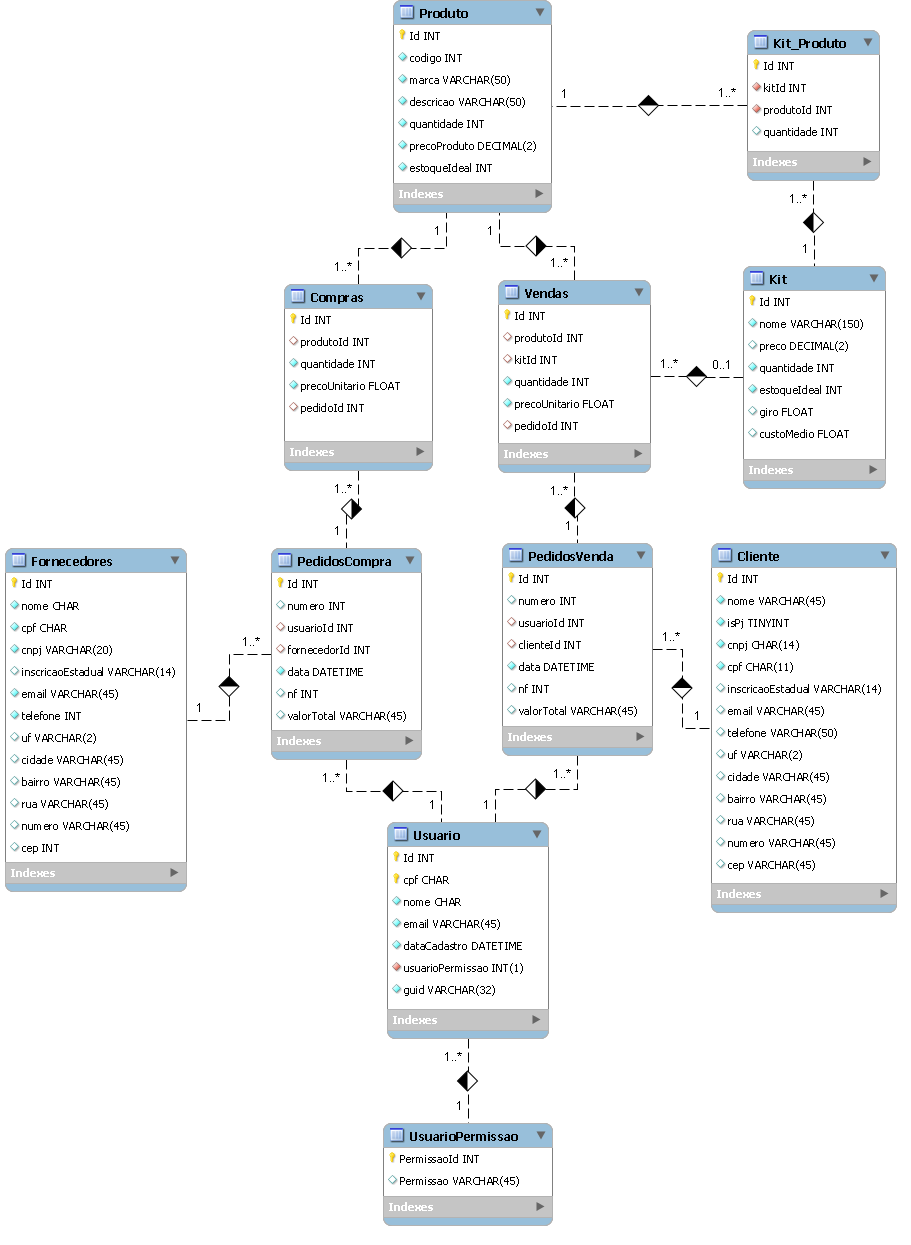 Produto
Id INT
codigo INT
marca VARCHAR(50)
descricao VARCHAR(50)
quantidade INT
precoProduto DECIMAL(2)
estoqueIdeal INT
Indexes
1
1..*
Kit_Produto
Id INT
kitId INT
produtoId INT
quantidade INT
Indexes
1..*
1
1
1..*
1
1..*
Compras
Id INT
produtoId INT
quantidade INT
precoUnitario FLOAT
pedidoId INT
Indexes
Vendas
Id INT
produtoId INT
kitId INT
quantidade INT
precoUnitario FLOAT
pedidoId INT
Indexes
1..*
0..1
Kit
Id INT
nome VARCHAR(150)
preco DECIMAL(2)
quantidade INT
estoqueIdeal INT
giro FLOAT
custoMedio FLOAT
Indexes
1..*
1
1..*
1
Fornecedores
Id INT
nome CHAR
cpf CHAR
cnpj VARCHAR(20)
inscricaoEstadual VARCHAR(14)
email VARCHAR(45)
telefone INT
uf VARCHAR(2)
cidade VARCHAR(45)
bairro VARCHAR(45)
rua VARCHAR(45)
numero VARCHAR(45)
cep INT
Indexes
1..*
1
PedidosCompra
Id INT
numero INT
usuarioId INT
fornecedorId INT
data DATETIME
nf INT
valorTotal VARCHAR(45)
Indexes
PedidosVenda
Id INT
numero INT
usuarioId INT
clienteId INT
data DATETIME
nf INT
valorTotal VARCHAR(45)
Indexes
1..*
1
Cliente
Id INT
nome VARCHAR(45)
isPj TINYINT
cnpj CHAR(14)
cpf CHAR(11)
inscricaoEstadual VARCHAR(14)
email VARCHAR(45)
telefone VARCHAR(50)
uf VARCHAR(2)
cidade VARCHAR(45)
bairro VARCHAR(45)
rua VARCHAR(45)
numero VARCHAR(45)
cep VARCHAR(45)
Indexes
1..*
1
1..*
1
Usuario
Id INT
cpf CHAR
nome CHAR
email VARCHAR(45)
dataCadastro DATETIME
usuarioPermissao INT(1)
guid VARCHAR(32)
Indexes
1..*
1
UsuarioPermissao
PermissaoId INT
Permissao VARCHAR(45)
Indexes